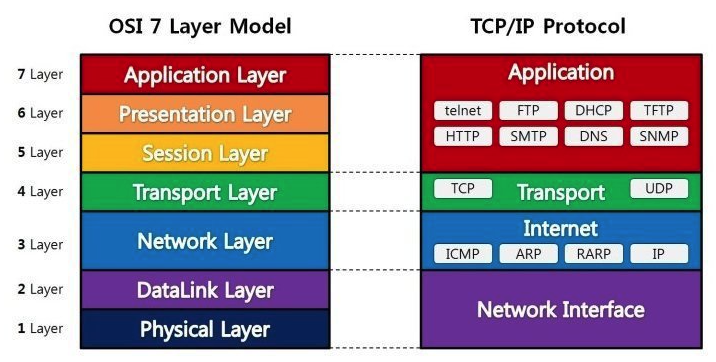 OSI 7 Layer Model
TCP/IP Protocol
7 Layer
Application Layer
Application
6 Layer
Presentation Layer
telnet FTP DHCP TFTP
HTTP SMTP DNS SNMP
5 Layer
Session Layer
4 Layer
Transport Layer
TCP Transport UDP
3 Layer
Network Layer
Internet
ICMP ARP RARP IP
2 Layer
DataLink Layer
Network Interface
1 Layer
Physical Layer